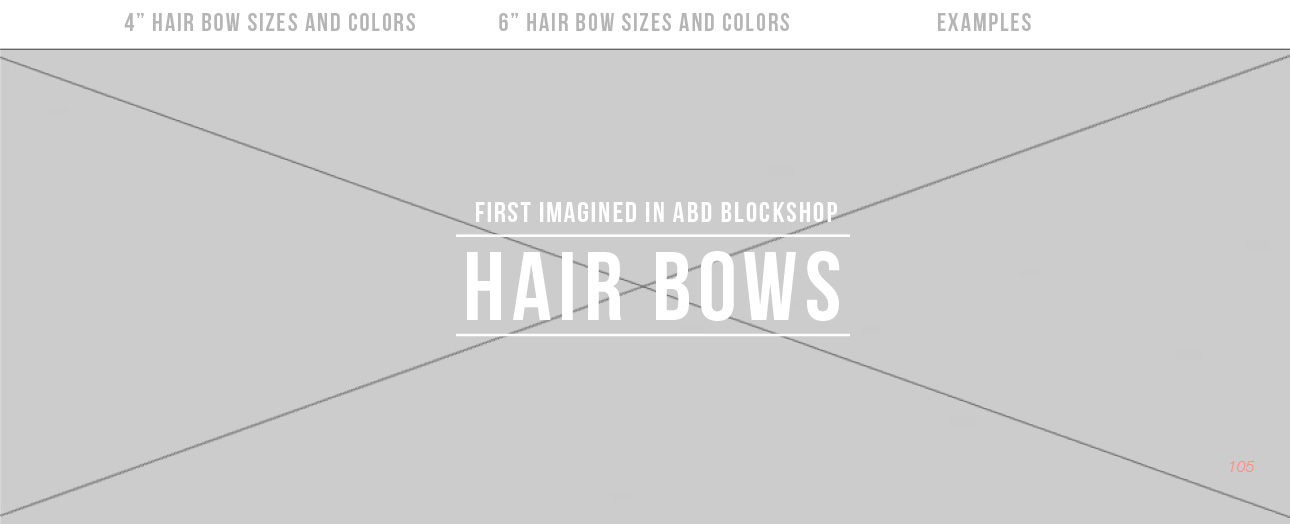 4” HAIR BOW SIZES AND COLORS 6” HAIR BOW SIZES AND COLORS EXAMPLES
FIRST IMAGINED IN ABD BLOCKSHOP
HAIR BOWS
105